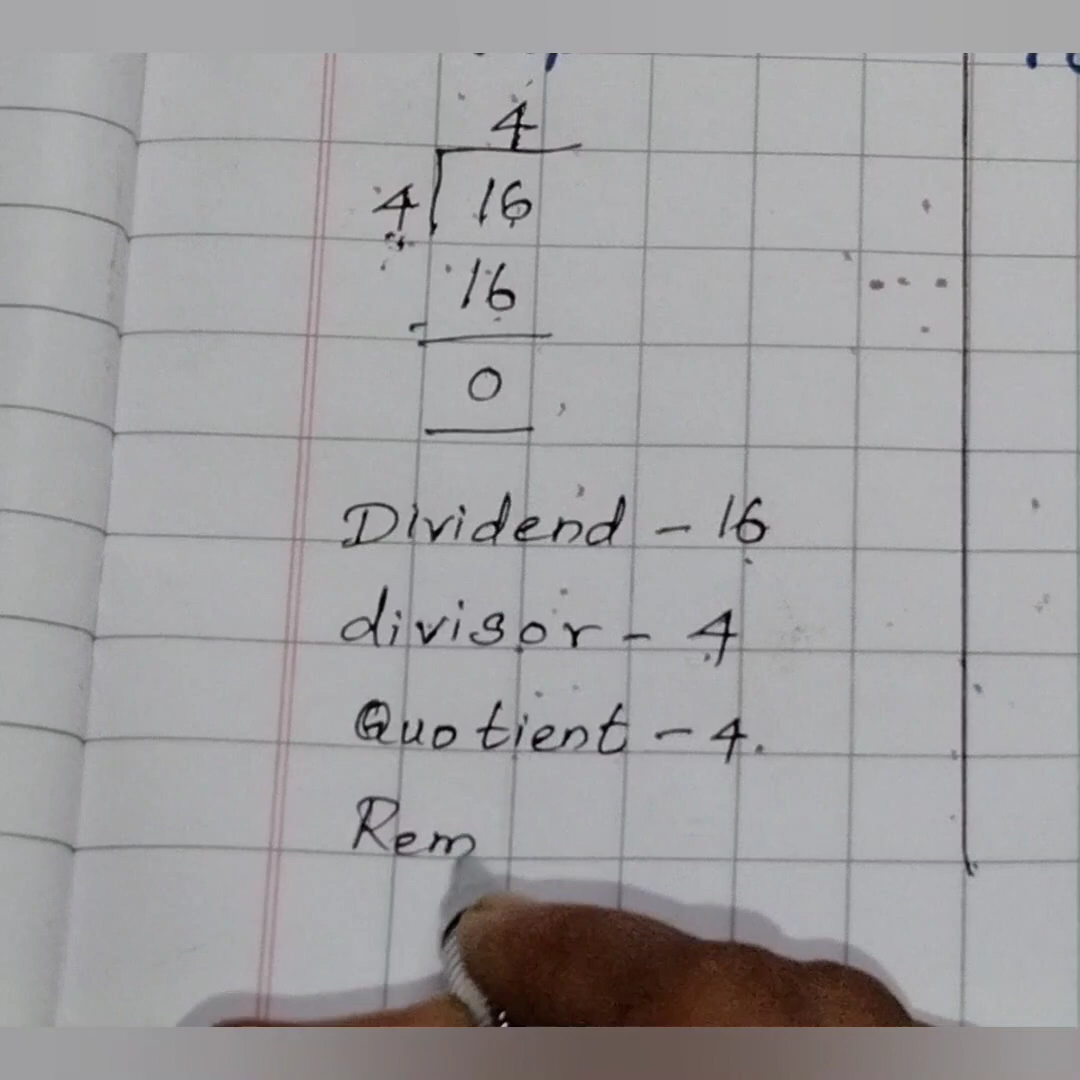 4
4 16
16
-
0
Dividend - 16
divisor - 4
Quotient - 4.
Rem